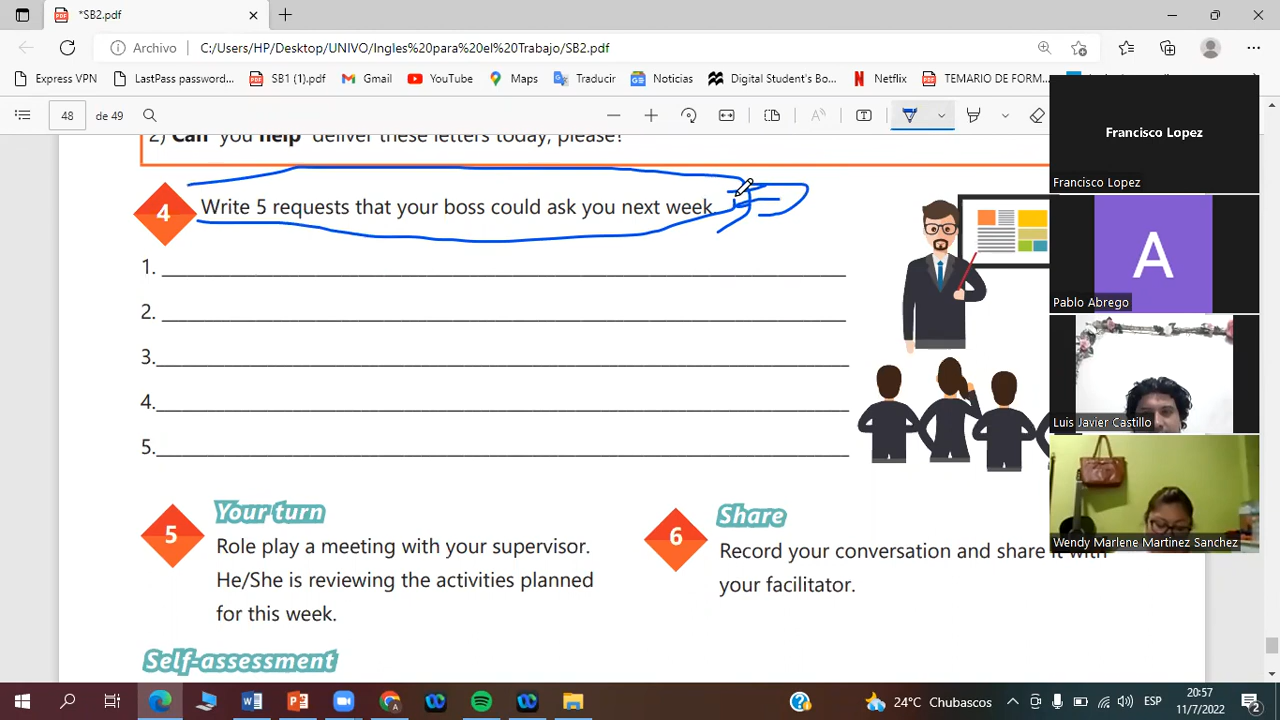 *SB2.pdf
Archivo
C:/Users/HP/Desktop/UNIVO/Ingles%20para%20el%20Trabajo/SB2.pdf
Express VPN
LastPass password...
SB1 (1).pdf
Gmail
YouTube
Maps
Traducir
Noticias
Digital Student's Bo...
Netflix
TEMARIO DE FORM...
48
de 49
2) Can you help deliver these letters today, please?
4 Write 5 requests that your boss could ask you next week.
1.
2.
3.
4.
5.
5 Your turn
Role play a meeting with your supervisor.
He/She is reviewing the activities planned
for this week.
6 Share
Record your conversation and share it with
your facilitator.
Self-assessment
Francisco Lopez
Francisco Lopez
A
Pablo Abrego
Luis Javier Castillo
Wendy Marlene Martinez Sanchez
24°C Chubascos
ESP
20:57
11/7/2022
2